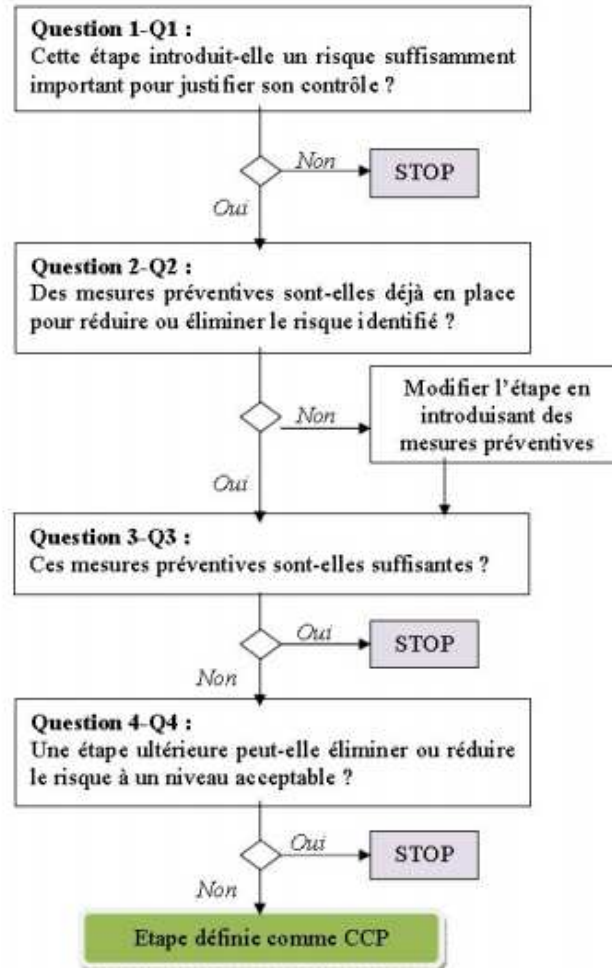 Question 1-Q1 :
Cette étape introduit-elle un risque suffisamment
important pour justifier son contrôle ?
Non
STOP
Oui
Question 2-Q2 :
Des mesures préventives sont-elles déjà en place
pour réduire ou éliminer le risque identifié ?
Non
Modifier l'étape en
introduisant des
mesures préventives
Oui
Question 3-Q3 :
Ces mesures préventives sont-elles suffisantes ?
Oui
STOP
Non
Question 4-Q4 :
Une étape ultérieure peut-elle éliminer ou réduire
le risque à un niveau acceptable ?
Oui
STOP
Non
Etape définie comme CCP